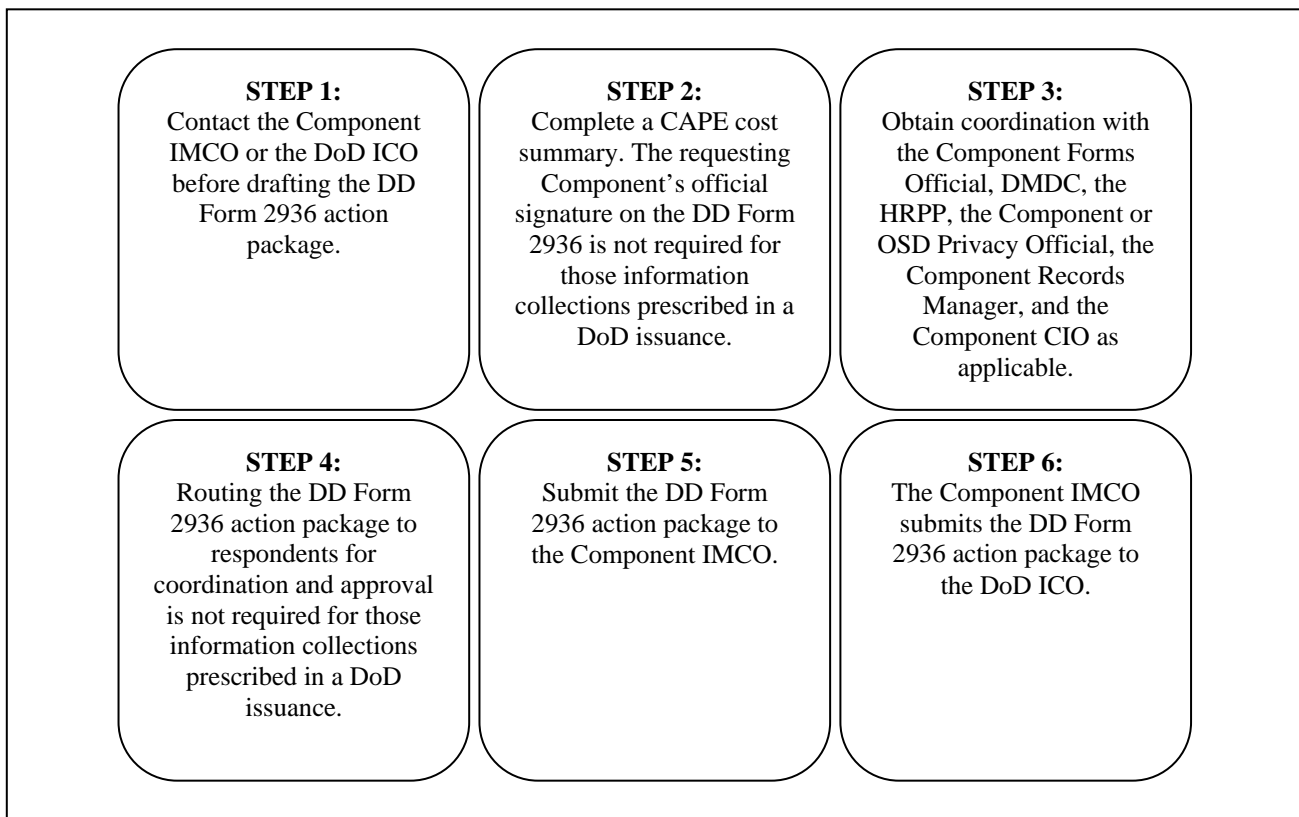 STEP 1:
Contact the Component
IMCO or the DoD ICO
before drafting the DD
Form 2936 action
package.
STEP 2:
Complete a CAPE cost
summary. The requesting
Component’s official
signature on the DD Form
2936 is not required for
those information
collections prescribed in a
DoD issuance.
STEP 3:
Obtain coordination with
the Component Forms
Official, DMDC, the
HRPP, the Component or
OSD Privacy Official, the
Component Records
Manager, and the
Component CIO as
applicable.
STEP 4:
Routing the DD Form
2936 action package to
respondents for
coordination and approval
is not required for those
information collections
prescribed in a DoD
issuance.
STEP 5:
Submit the DD Form
2936 action package to
the Component IMCO.
STEP 6:
The Component IMCO
submits the DD Form
2936 action package to
the DoD ICO.